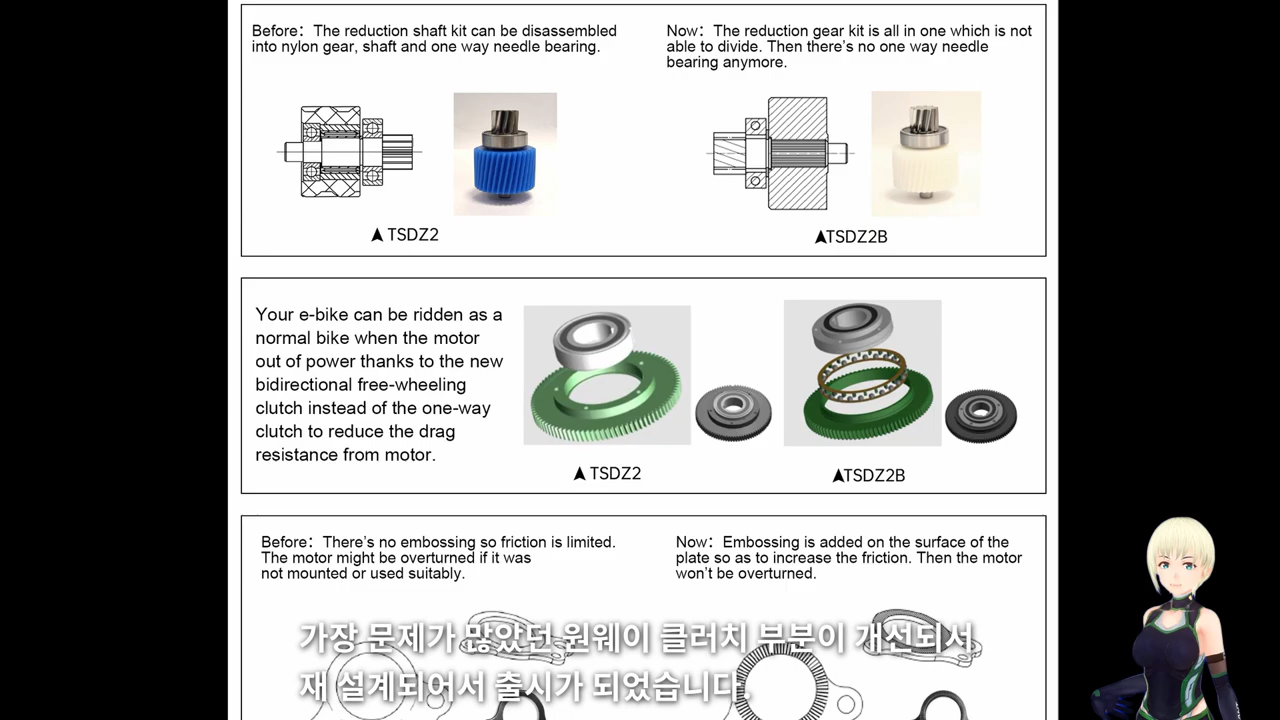 Before: The reduction shaft kit can be disassembled
into nylon gear, shaft and one way needle bearing.
Now: The reduction gear kit is all in one which is not
able to divide. Then there's no one way needle
bearing anymore.
TSDZ2
TSDZ2B
Your e-bike can be ridden as a
normal bike when the motor
out of power thanks to the new
bidirectional free-wheeling
clutch instead of the one-way
clutch to reduce the drag
resistance from motor.
TSDZ2
TSDZ2B
Before: There's no embossing so friction is limited.
The motor might be overturned if it was
not mounted or used suitably.
Now: Embossing is added on the surface of the
plate so as to increase the friction. Then the motor
won't be overturned.
가장 문제가 많았던 원웨이 클러치 부분이 개선되서
재 설계되어서 출시가 되었습니다.